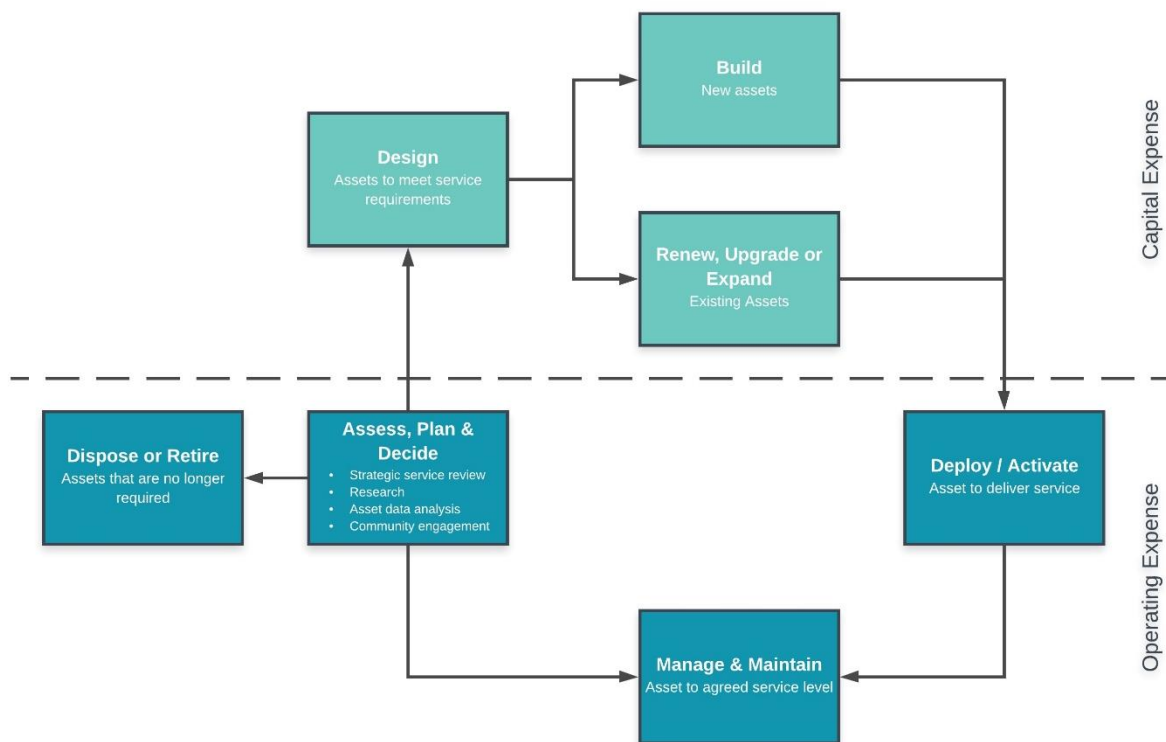 Build
New assets
Design
Assets to meet service
requirements
Renew, Upgrade or
Expand
Existing Assets
Capital Expense
Dispose or Retire
Assets that are no longer
required
Assess, Plan &
Decide
• Strategic service review
• Research
• Asset data analysis
• Community engagement
Deploy / Activate
Asset to deliver service
Manage & Maintain
Asset to agreed service level
Operating Expense